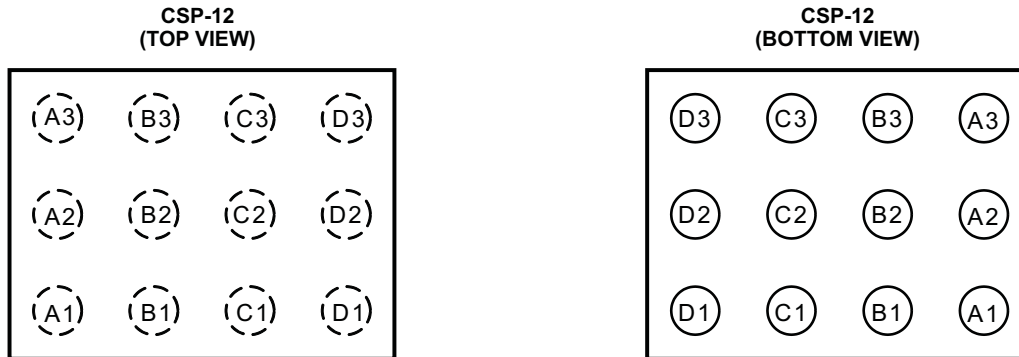 CSP-12
(TOP VIEW)
A3 B3 C3 D3
A2 B2 C2 D2
A1 B1 C1 D1
CSP-12
(BOTTOM VIEW)
D3 C3 B3 A3
D2 C2 B2 A2
D1 C1 B1 A1